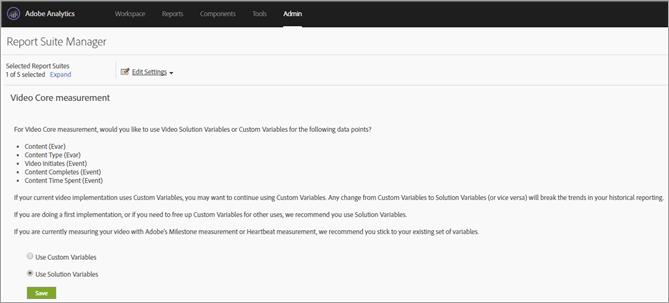 Adobe Analytics Workspace Reports Components Tools Admin
Report Suite Manager
Selected Report Suites
1 of 5 selected Expand
Edit Settings
Video Core measurement
For Video Core measurement, would you like to use Video Solution Variables or Custom Variables for the following data points?
• Content (Evar)
• Content Type (Evar)
• Video Initiates (Event)
• Content Completes (Event)
• Content Time Spent (Event)
If your current video implementation uses Custom Variables, you may want to continue using Custom Variables. Any change from Custom Variables to Solution Variables (or vice versa) will break the trends in your historical reporting.
If you are doing a first implementation, or if you need to free up Custom Variables for other uses, we recommend you use Solution Variables.
If you are currently measuring your video with Adobe's Milestone measurement or Heartbeat measurement, we recommend you stick to your existing set of variables.
Use Custom Variables
Use Solution Variables
Save